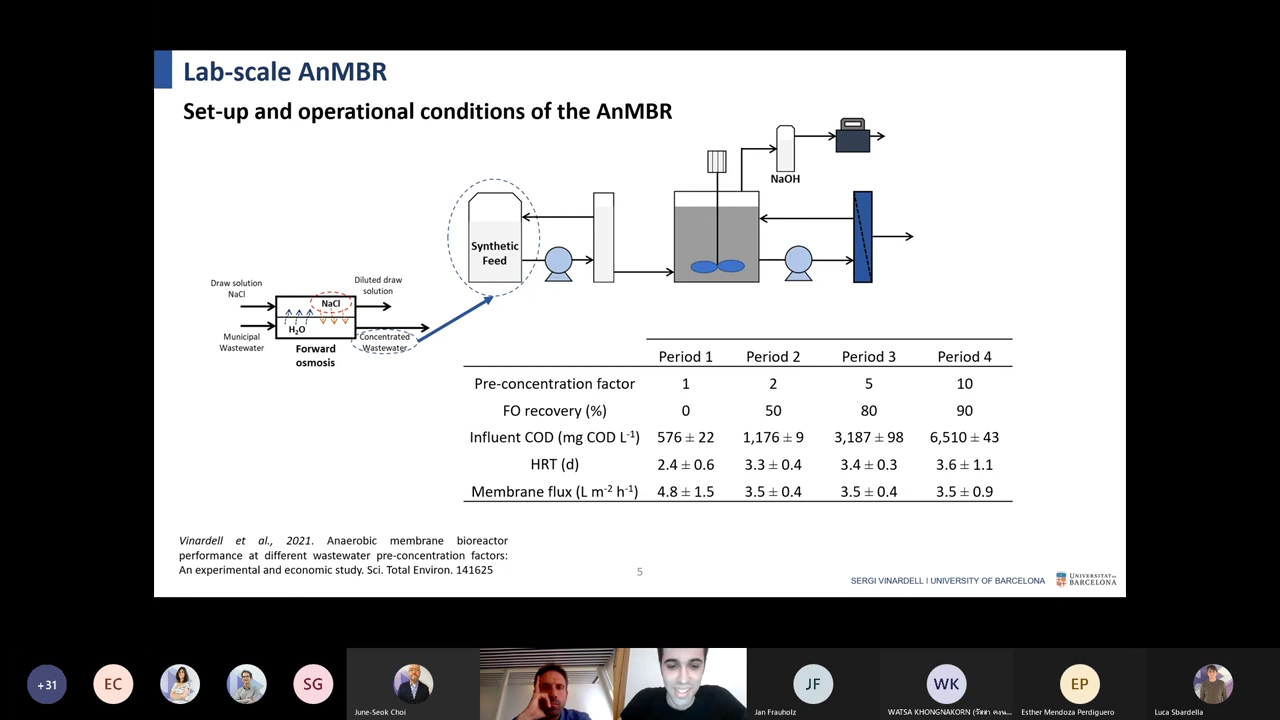 Lab-scale AnMBR
Set-up and operational conditions of the AnMBR
NaOH
Synthetic
Feed
Draw solution
NaCl
Diluted draw
solution
NaCl
H2O
Municipal
Wastewater
Concentrated
Wastewater
Forward
osmosis
Period 1 Period 2 Period 3 Period 4
Pre-concentration factor 1 2 5 10
FO recovery (%) 0 50 80 90
Influent COD (mg COD L-1) 576 ± 22 1,176 ± 9 3,187 ± 98 6,510 ± 43
HRT (d) 2.4 ± 0.6 3.3 ± 0.4 3.4 ± 0.3 3.6 ± 1.1
Membrane flux (L m-2 h-1) 4.8 ± 1.5 3.5 ± 0.4 3.5 ± 0.4 3.5 ± 0.9
Vinardell et al., 2021. Anaerobic membrane bioreactor
performance at different wastewater pre-concentration factors:
An experimental and economic study. Sci. Total Environ. 141625
5
SERGI VINARDELL I UNIVERSITY OF BARCELONA
UNIVERSITAT DE
BARCELONA
+31 EC SG JF WK EP
June-Seok Choi Jan Frauholz WATSA KHONGNAKORN Esther Mendoza Perdiguero Luca Sbardella